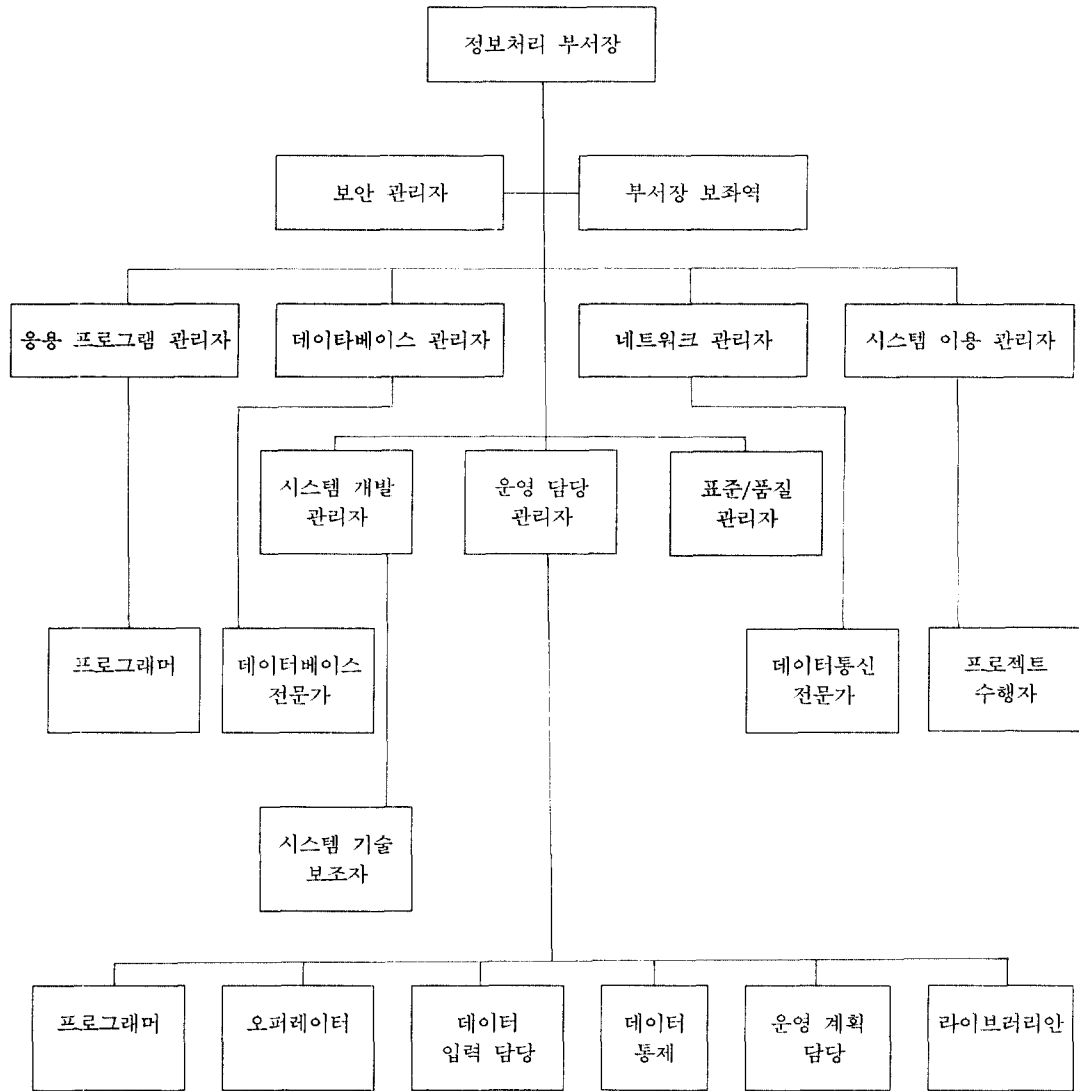 정보처리 부서장
보안 관리자
부서장 보좌역
응용 프로그램 관리자
데이타베이스 관리자
네트워크 관리자
시스템 이용 관리자
시스템 개발
관리자
운영 담당
관리자
표준/품질
관리자
프로그래머
데이터베이스
전문가
데이터통신
전문가
프로젝트
수행자
시스템 기술
보조자
프로그래머
오퍼레이터
데이터
입력 담당
데이터
통제
운영 계획
담당
라이브러리안